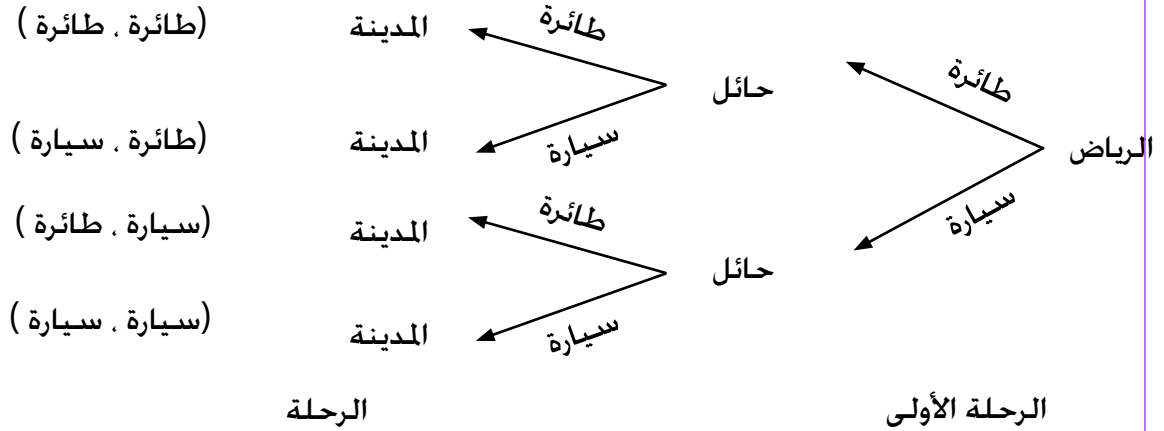 طائرة المدينة (طائرة ، طائرة )
طائرة حائل
سيارة المدينة (طائرة ، سيارة )
الرياض
سيارة طائرة المدينة (سيارة ، طائرة )
حائل
سيارة المدينة (سيارة ، سيارة )
الرحلة الأولى الرحلة